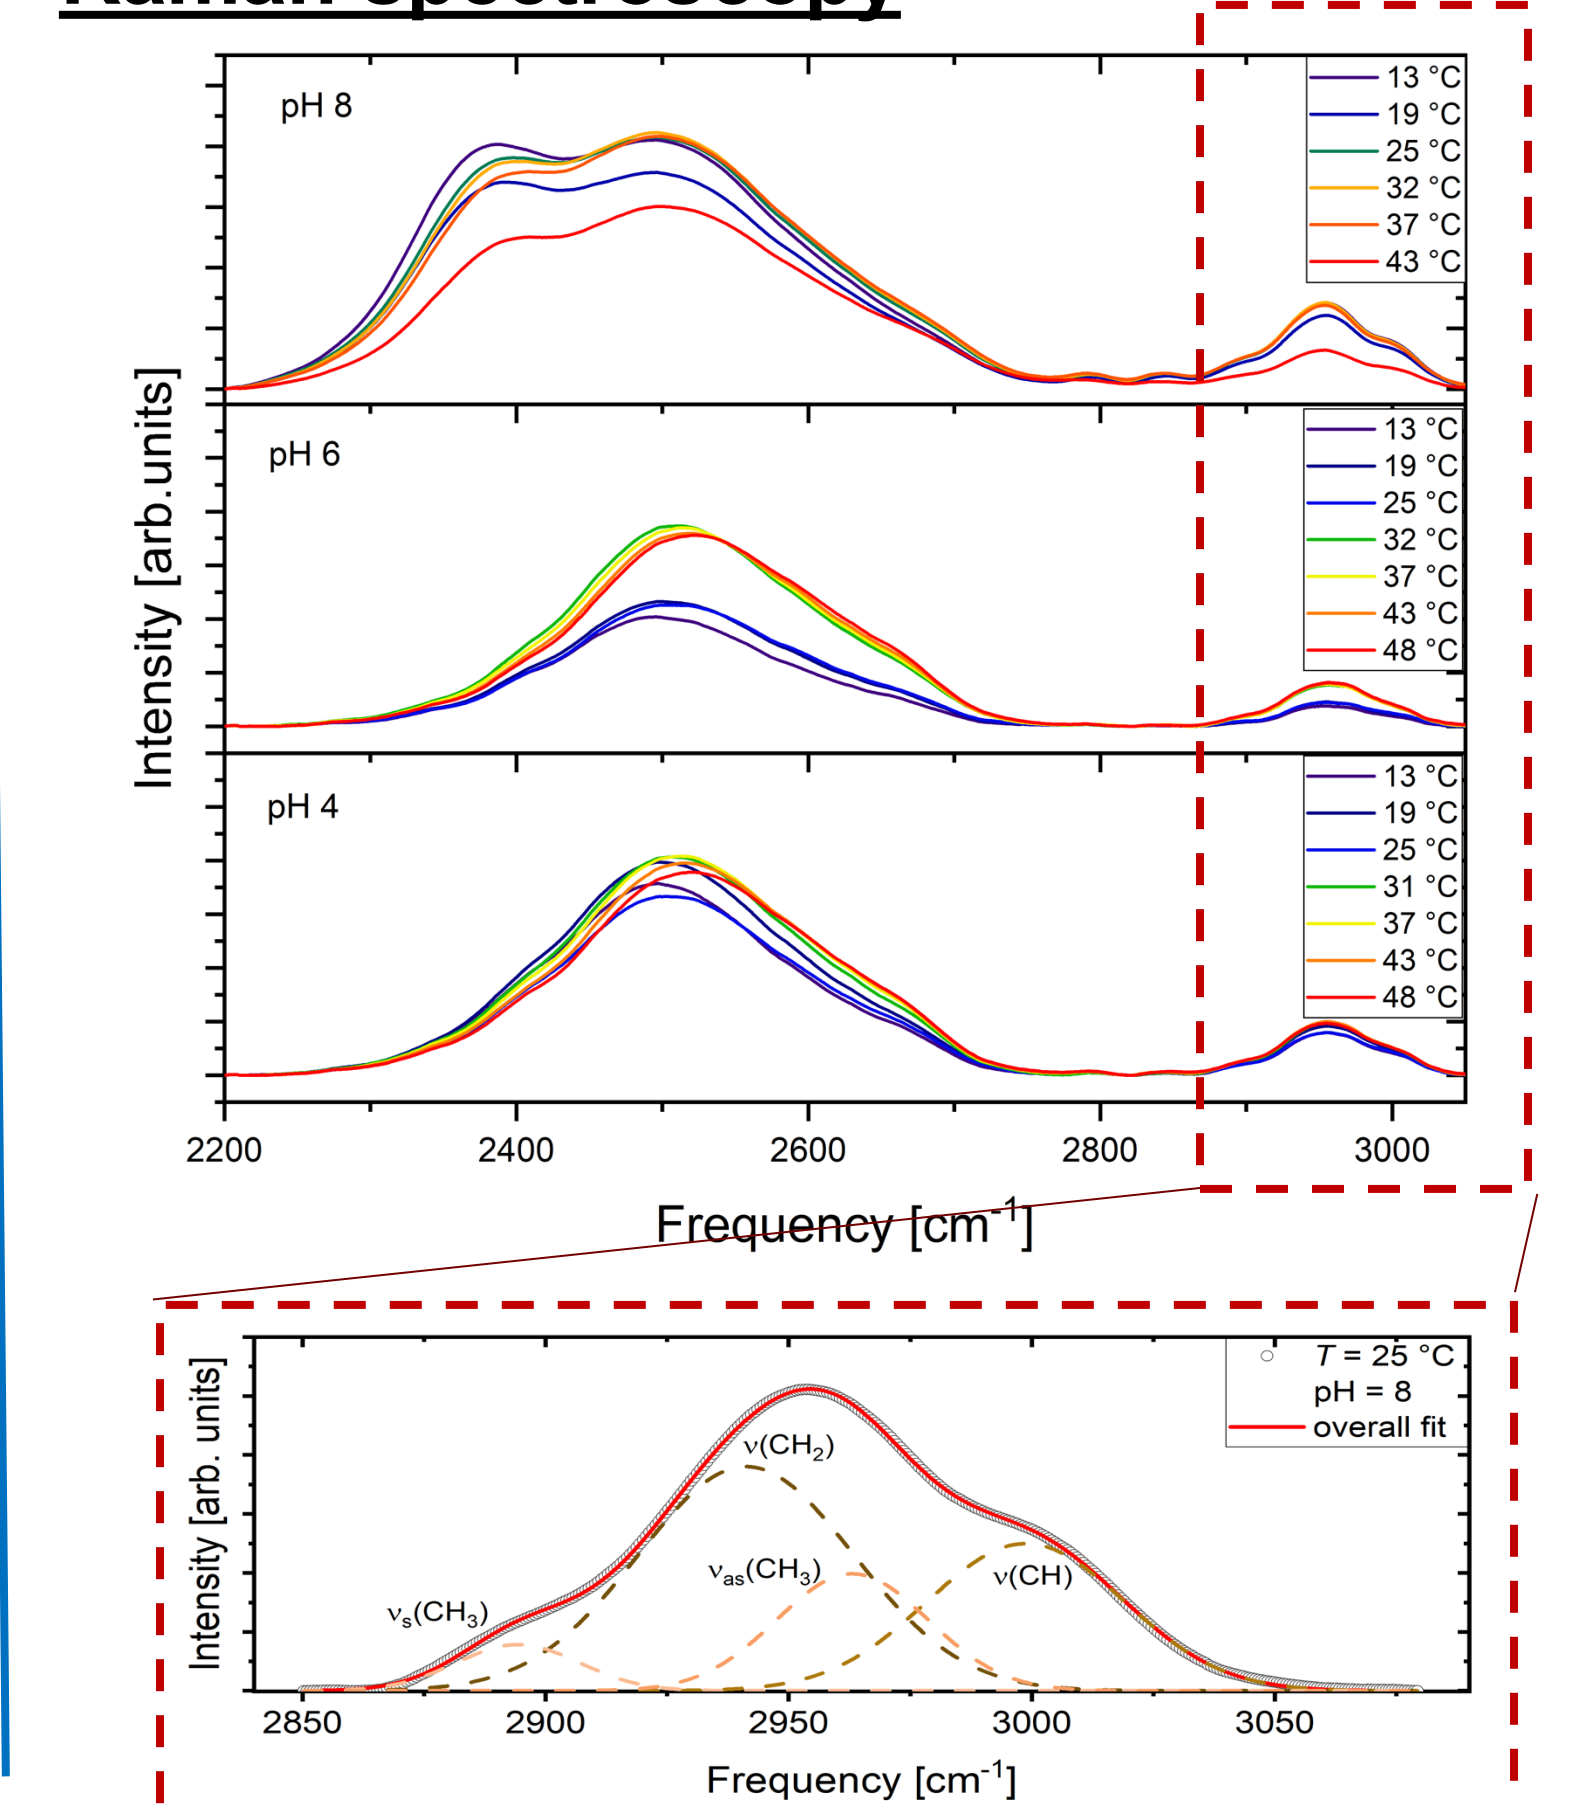 Raman spectroscopy
pH 8
13 °C
19 °C
25 °C
32 °C
37 °C
43 °C
pH 6
13 °C
19 °C
25 °C
32 °C
37 °C
43 °C
48 °C
pH 4
13 °C
19 °C
25 °C
31 °C
37 °C
43 °C
48 °C
Intensity [arb.units]
2200 2400 2600 2800 3000
Frequency [cm⁻¹]
T = 25 °C
pH = 8
overall fit
ν(CH₂)
νₐₛ(CH₃)
ν(CH)
νₛ(CH₃)
Intensity [arb. units]
2850 2900 2950 3000 3050
Frequency [cm⁻¹]